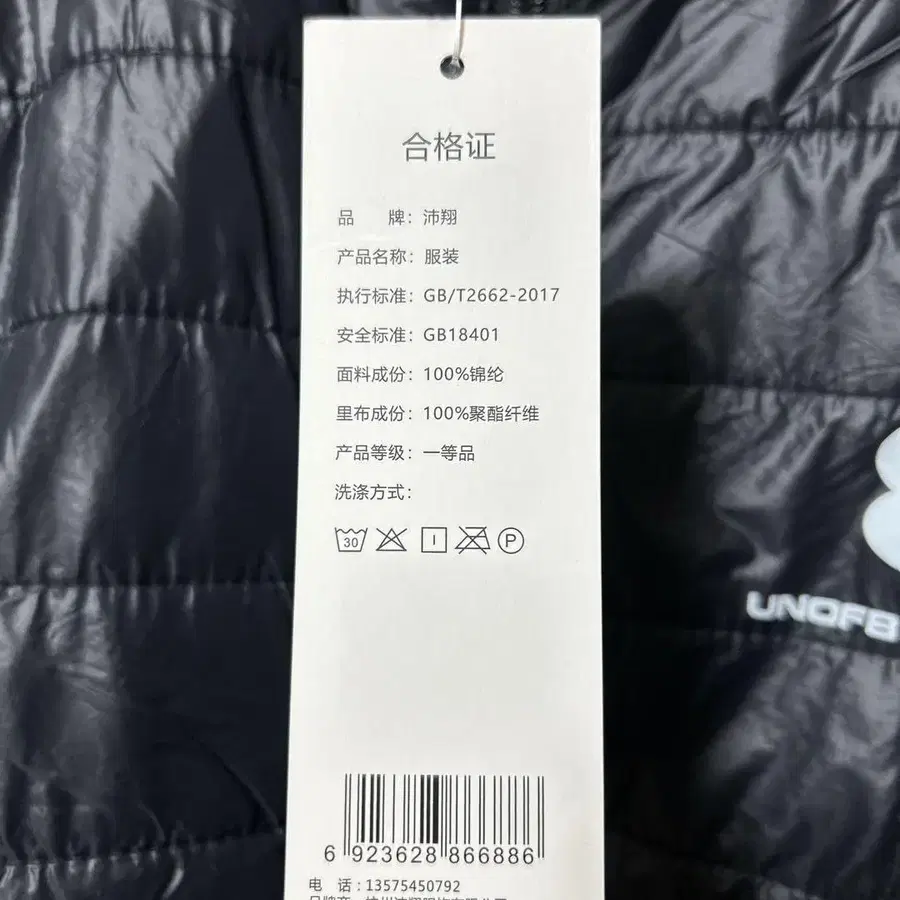 合格证
品 牌：沛翔
产品名称：服装
执行标准：GB/T2662-2017
安全标准：GB18401
面料成份：100%锦纶
里布成份：100%聚酯纤维
产品等级：一等品
洗涤方式：
30
P
UNOF8
6 923628 866886
电 话：13575450792